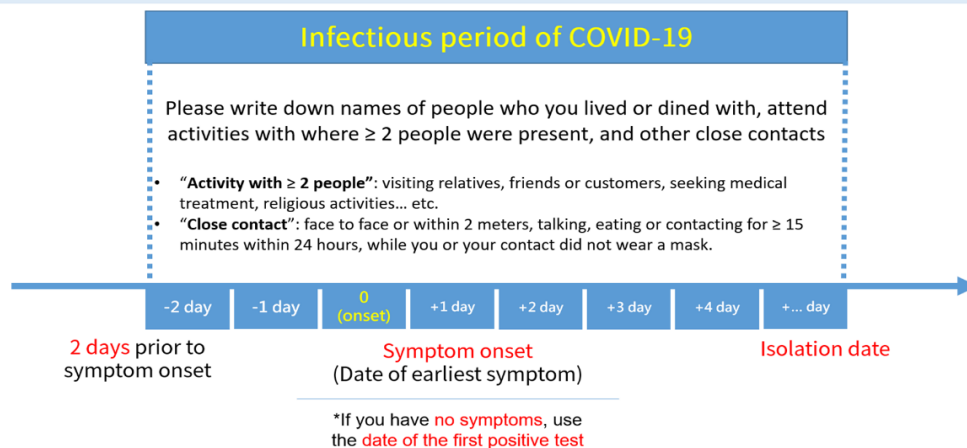 Infectious period of COVID-19
Please write down names of people who you lived or dined with, attend
activities with where ≥ 2 people were present, and other close contacts
• “Activity with ≥ 2 people”: visiting relatives, friends or customers, seeking medical
treatment, religious activities… etc.
• “Close contact”: face to face or within 2 meters, talking, eating or contacting for ≥ 15
minutes within 24 hours, while you or your contact did not wear a mask.
-2 day
-1 day
0
(onset)
+1 day
+2 day
+3 day
+4 day
+... day
2 days prior to
symptom onset
Symptom onset
(Date of earliest symptom)
Isolation date
*If you have no symptoms, use
the date of the first positive test